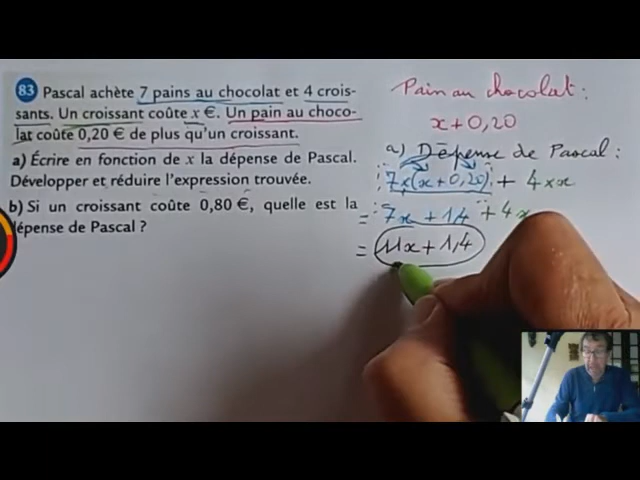 83 Pascal achète 7 pains au chocolat et 4 crois-
sants. Un croissant coûte x €. Un pain au choco-
lat coûte 0,20 € de plus qu'un croissant.
a) Écrire en fonction de x la dépense de Pascal.
Développer et réduire l'expression trouvée.
b) Si un croissant coûte 0,80 €, quelle est la
dépense de Pascal ?
Pain au chocolat :
x + 0,20
a) Dépense de Pascal :
7x(x + 0,20) + 4 x x
= 7x + 1,4 + 4x
= 11x + 1,4